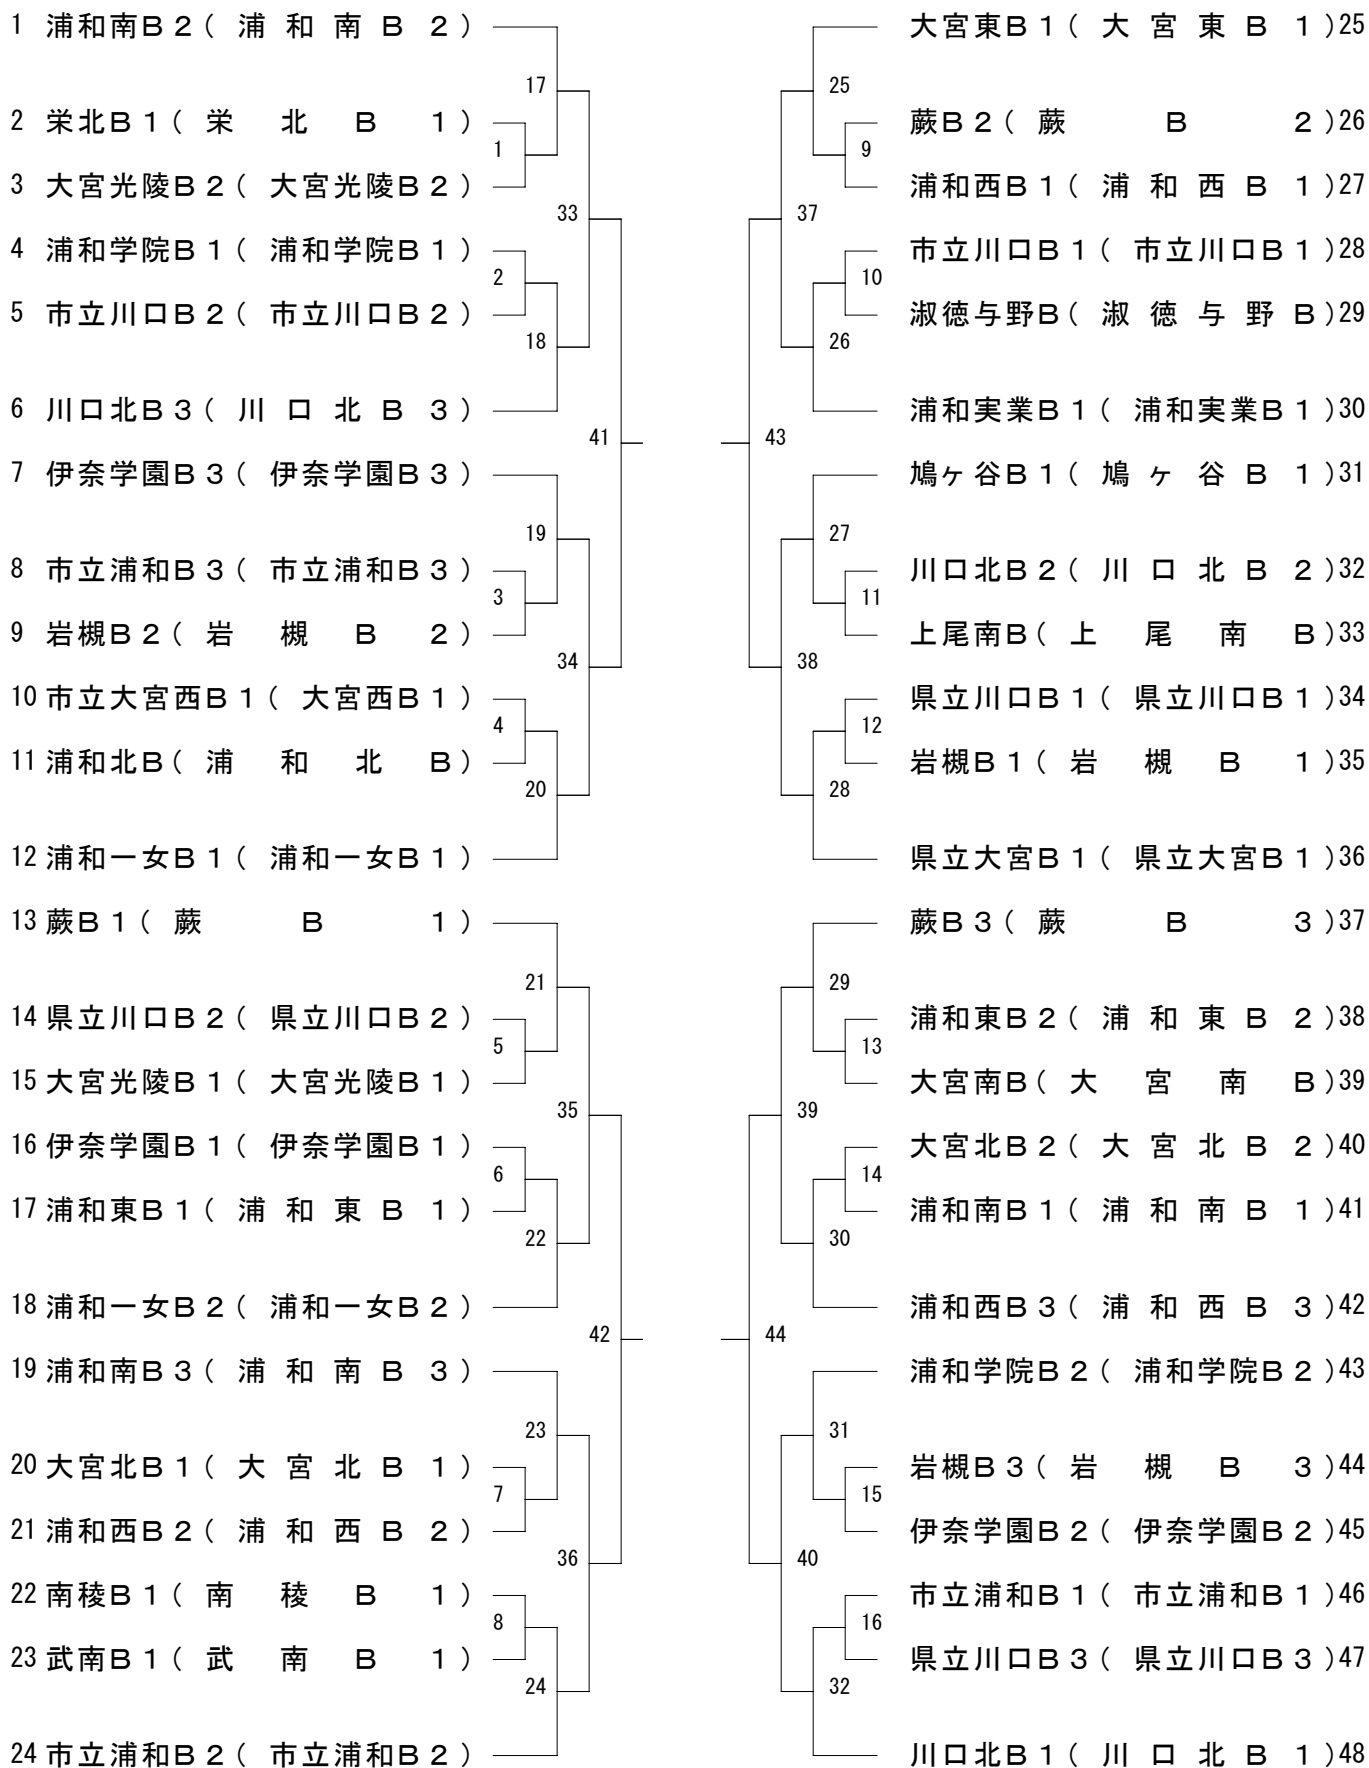 1 浦和南B２( 浦 和 南 B ２)
17
2 栄北B１( 栄 北 B １)
1
3 大宮光陵B２( 大宮光陵B２)
33
4 浦和学院B１( 浦和学院B１)
2
5 市立川口B２( 市立川口B２)
18
6 川口北B３( 川 口 北 B ３)
41
7 伊奈学園B３( 伊奈学園B３)
19
8 市立浦和B３( 市立浦和B３)
3
9 岩槻B２( 岩 槻 B ２)
34
10 市立大宮西B１( 大宮西B１)
4
11 浦和北B( 浦 和 北 B)
20
12 浦和一女B１( 浦和一女B１)
13 蕨B１( 蕨 B １)
21
14 県立川口B２( 県立川口B２)
5
15 大宮光陵B１( 大宮光陵B１)
35
16 伊奈学園B１( 伊奈学園B１)
6
17 浦和東B１( 浦 和 東 B １)
22
18 浦和一女B２( 浦和一女B２)
42
19 浦和南B３( 浦 和 南 B ３)
23
20 大宮北B１( 大 宮 北 B １)
7
21 浦和西B２( 浦 和 西 B ２)
36
22 南稜B１( 南 稜 B １)
8
23 武南B１( 武 南 B １)
24
24 市立浦和B２( 市立浦和B２)
大宮東B１( 大 宮 東 B １)25
25
蕨B２( 蕨 B ２)26
9
浦和西B１( 浦 和 西 B １)27
37
市立川口B１( 市立川口B１)28
10
淑徳与野B( 淑 徳 与 野 B)29
26
浦和実業B１( 浦和実業B１)30
43
鳩ヶ谷B１( 鳩 ヶ 谷 B １)31
27
川口北B２( 川 口 北 B ２)32
11
上尾南B( 上 尾 南 B)33
38
県立川口B１( 県立川口B１)34
12
岩槻B１( 岩 槻 B １)35
28
県立大宮B１( 県立大宮B１)36
蕨B３( 蕨 B ３)37
29
浦和東B２( 浦 和 東 B ２)38
13
大宮南B( 大 宮 南 B)39
39
大宮北B２( 大 宮 北 B ２)40
14
浦和南B１( 浦 和 南 B １)41
30
浦和西B３( 浦 和 西 B ３)42
44
浦和学院B２( 浦和学院B２)43
31
岩槻B３( 岩 槻 B ３)44
15
伊奈学園B２( 伊奈学園B２)45
40
市立浦和B１( 市立浦和B１)46
16
県立川口B３( 県立川口B３)47
32
川口北B１( 川 口 北 B １)48